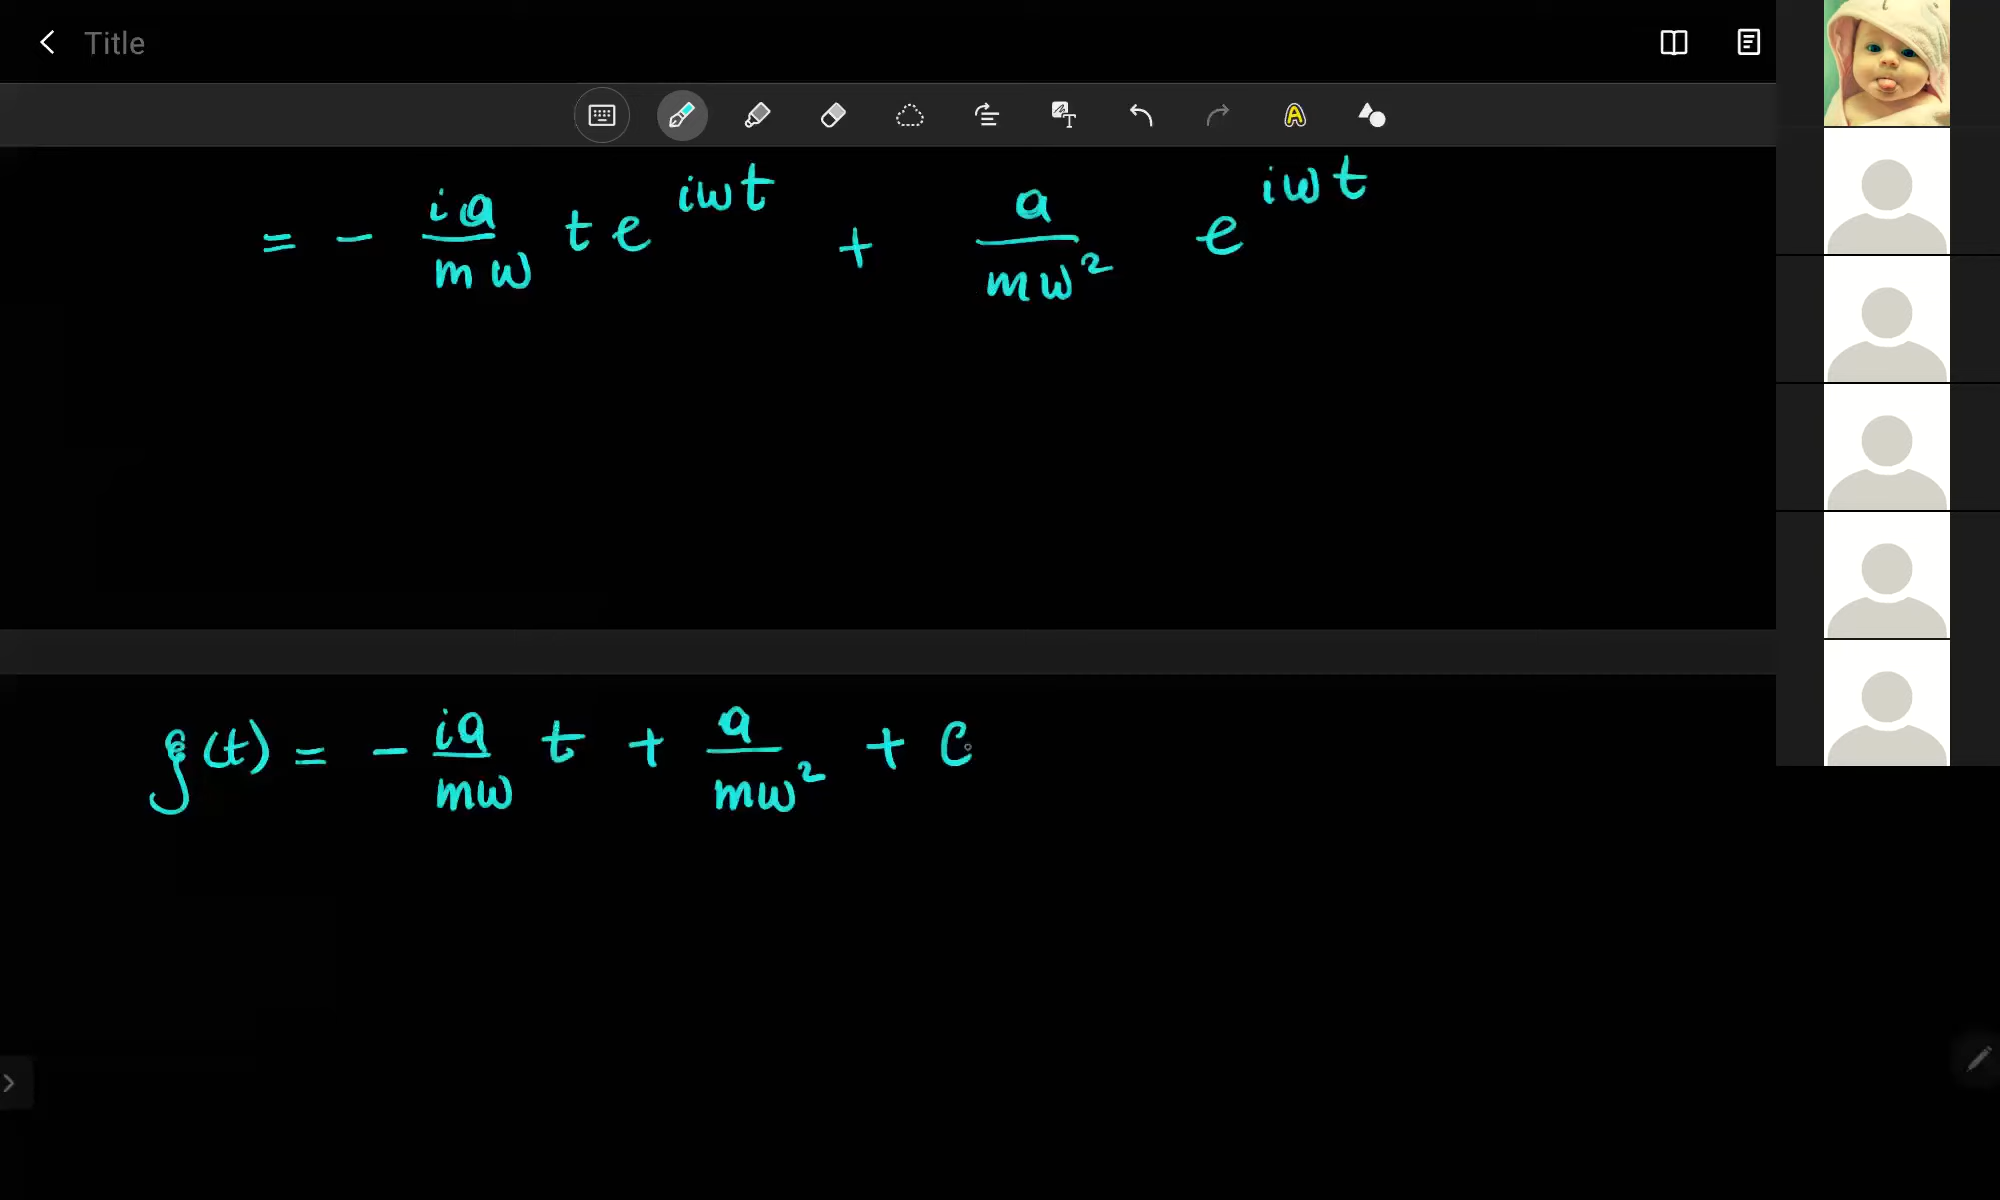 Title
= - ia/mω t e^{iωt} + a/mω² e^{iωt}
ξ(t) = - ia/mω t + a/mω² + C